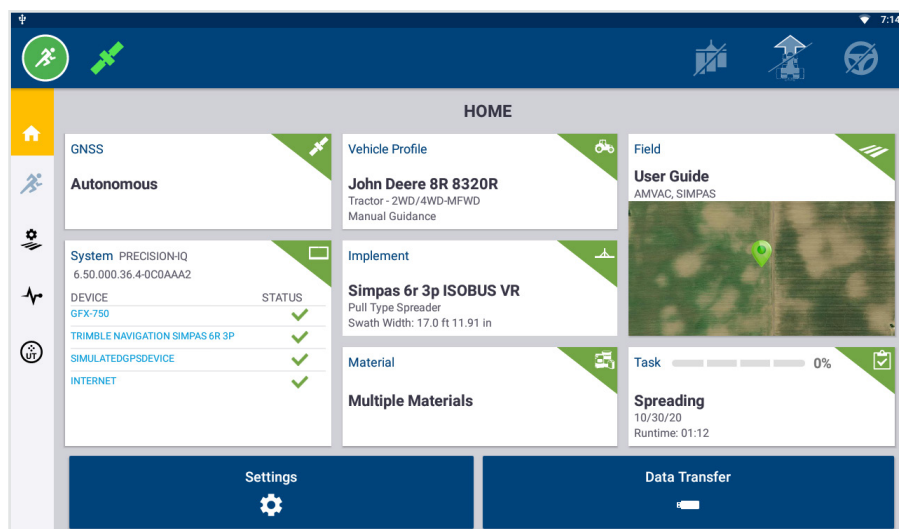 7:14
HOME
GNSS
Autonomous
Vehicle Profile
John Deere 8R 8320R
Tractor - 2WD/4WD-MFWD
Manual Guidance
Field
User Guide
AMVAC, SIMPAS
System PRECISION-IQ
6.50.000.36.4-0C0AAA2
DEVICE STATUS
GFX-750
TRIMBLE NAVIGATION SIMPAS 6R 3P
SIMULATEDGPSDEVICE
INTERNET
Implement
Simpas 6r 3p ISOBUS VR
Pull Type Spreader
Swath Width: 17.0 ft 11.91 in
Material
Multiple Materials
Task 0%
Spreading
10/30/20
Runtime: 01:12
UT
Settings
Data Transfer